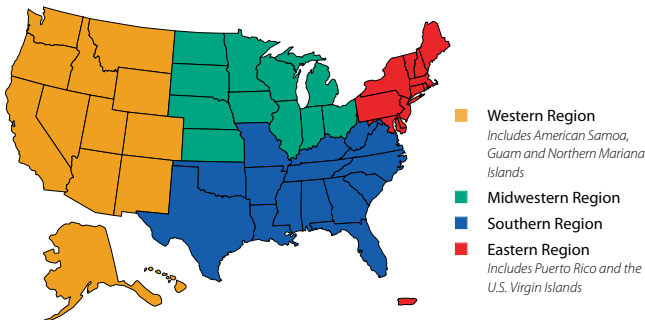 Western Region
Includes American Samoa,
Guam and Northern Mariana
Islands
Midwestern Region
Southern Region
Eastern Region
Includes Puerto Rico and the
U.S. Virgin Islands